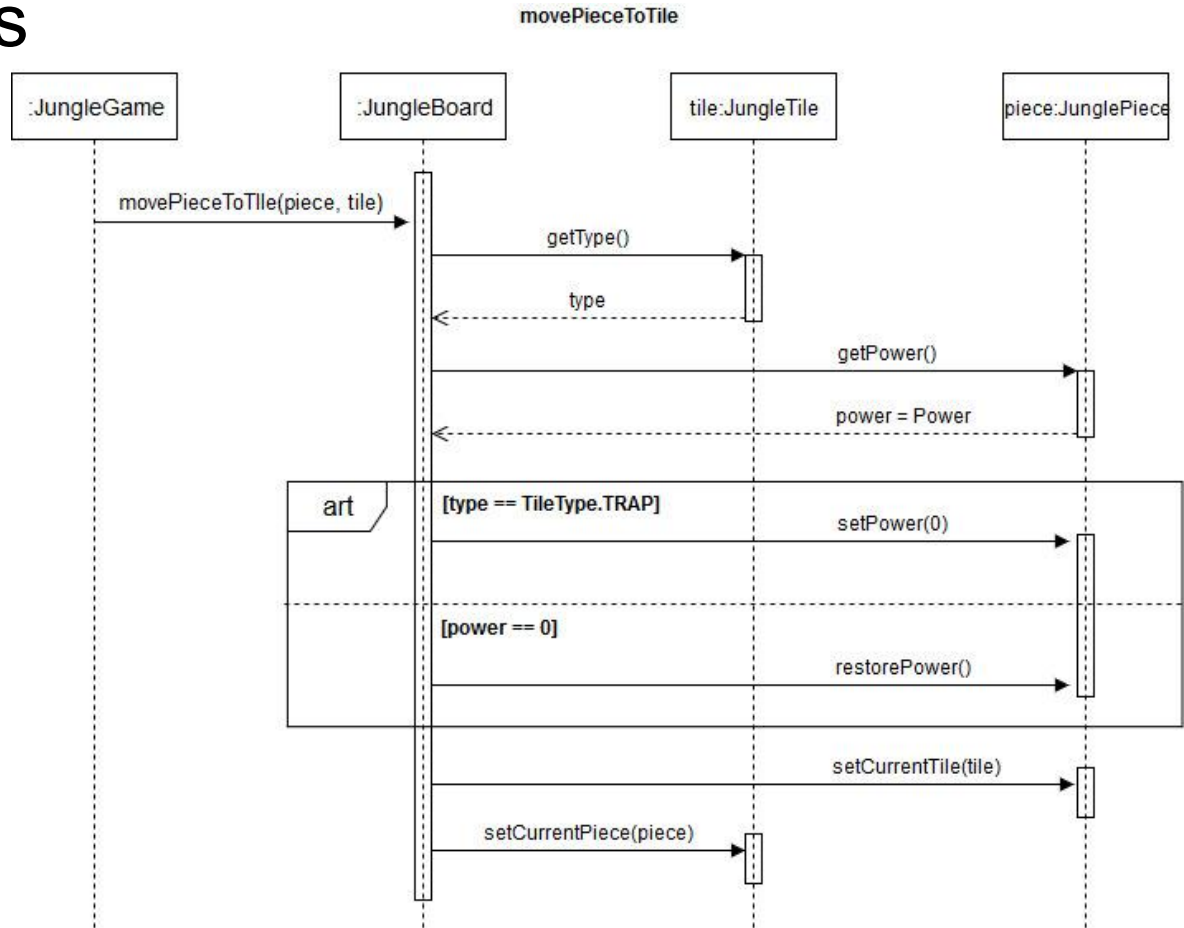 s
movePieceToTile
:JungleGame
:JungleBoard
tile:JungleTile
piece:JunglePiece
movePieceToTIle(piece, tile)
getType()
type
getPower()
power = Power
art
[type == TileType.TRAP]
setPower(0)
[power == 0]
restorePower()
setCurrentTile(tile)
setCurrentPiece(piece)